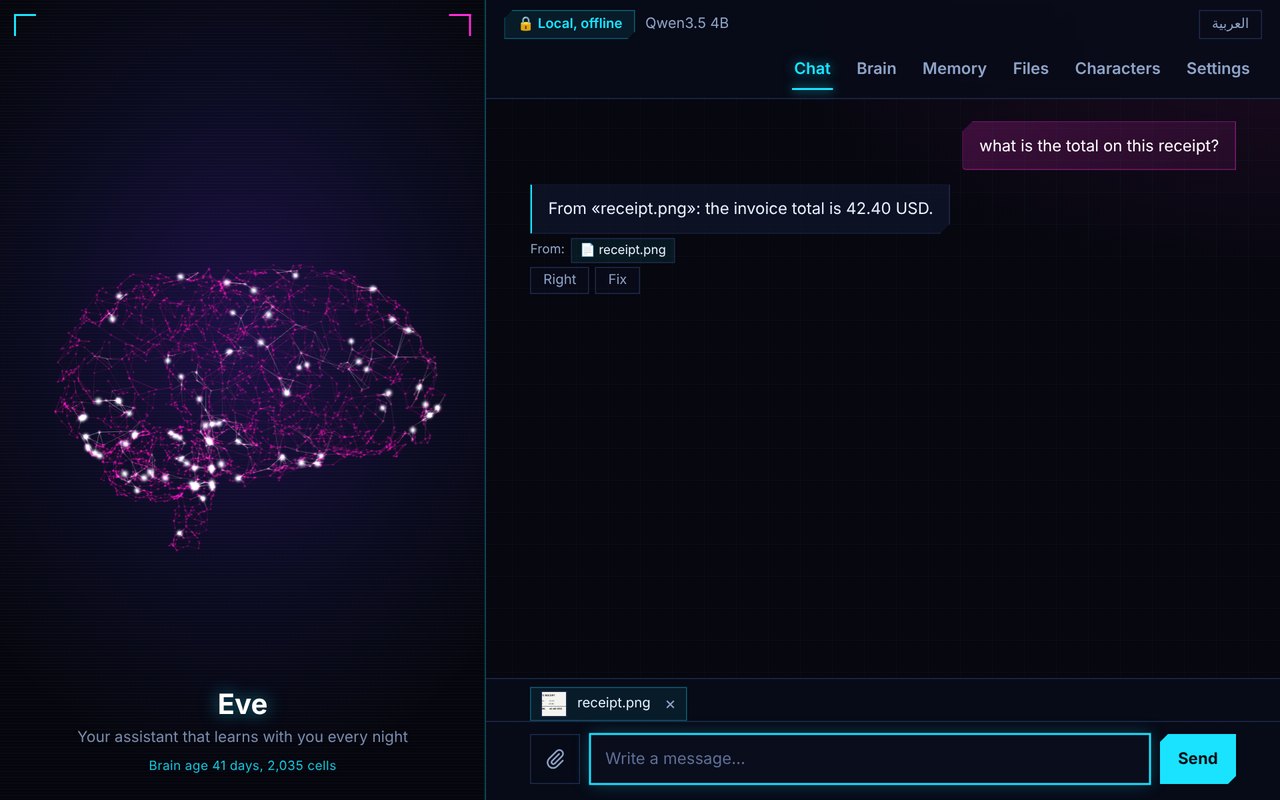 🔒 Local, offline
Qwen3.5 4B
العربية
Chat Brain Memory Files Characters Settings
what is the total on this receipt?
From «receipt.png»: the invoice total is 42.40 USD.
From: 📄 receipt.png
Right Fix
Eve
Your assistant that learns with you every night
Brain age 41 days, 2,035 cells
receipt.png ×
Write a message...
Send